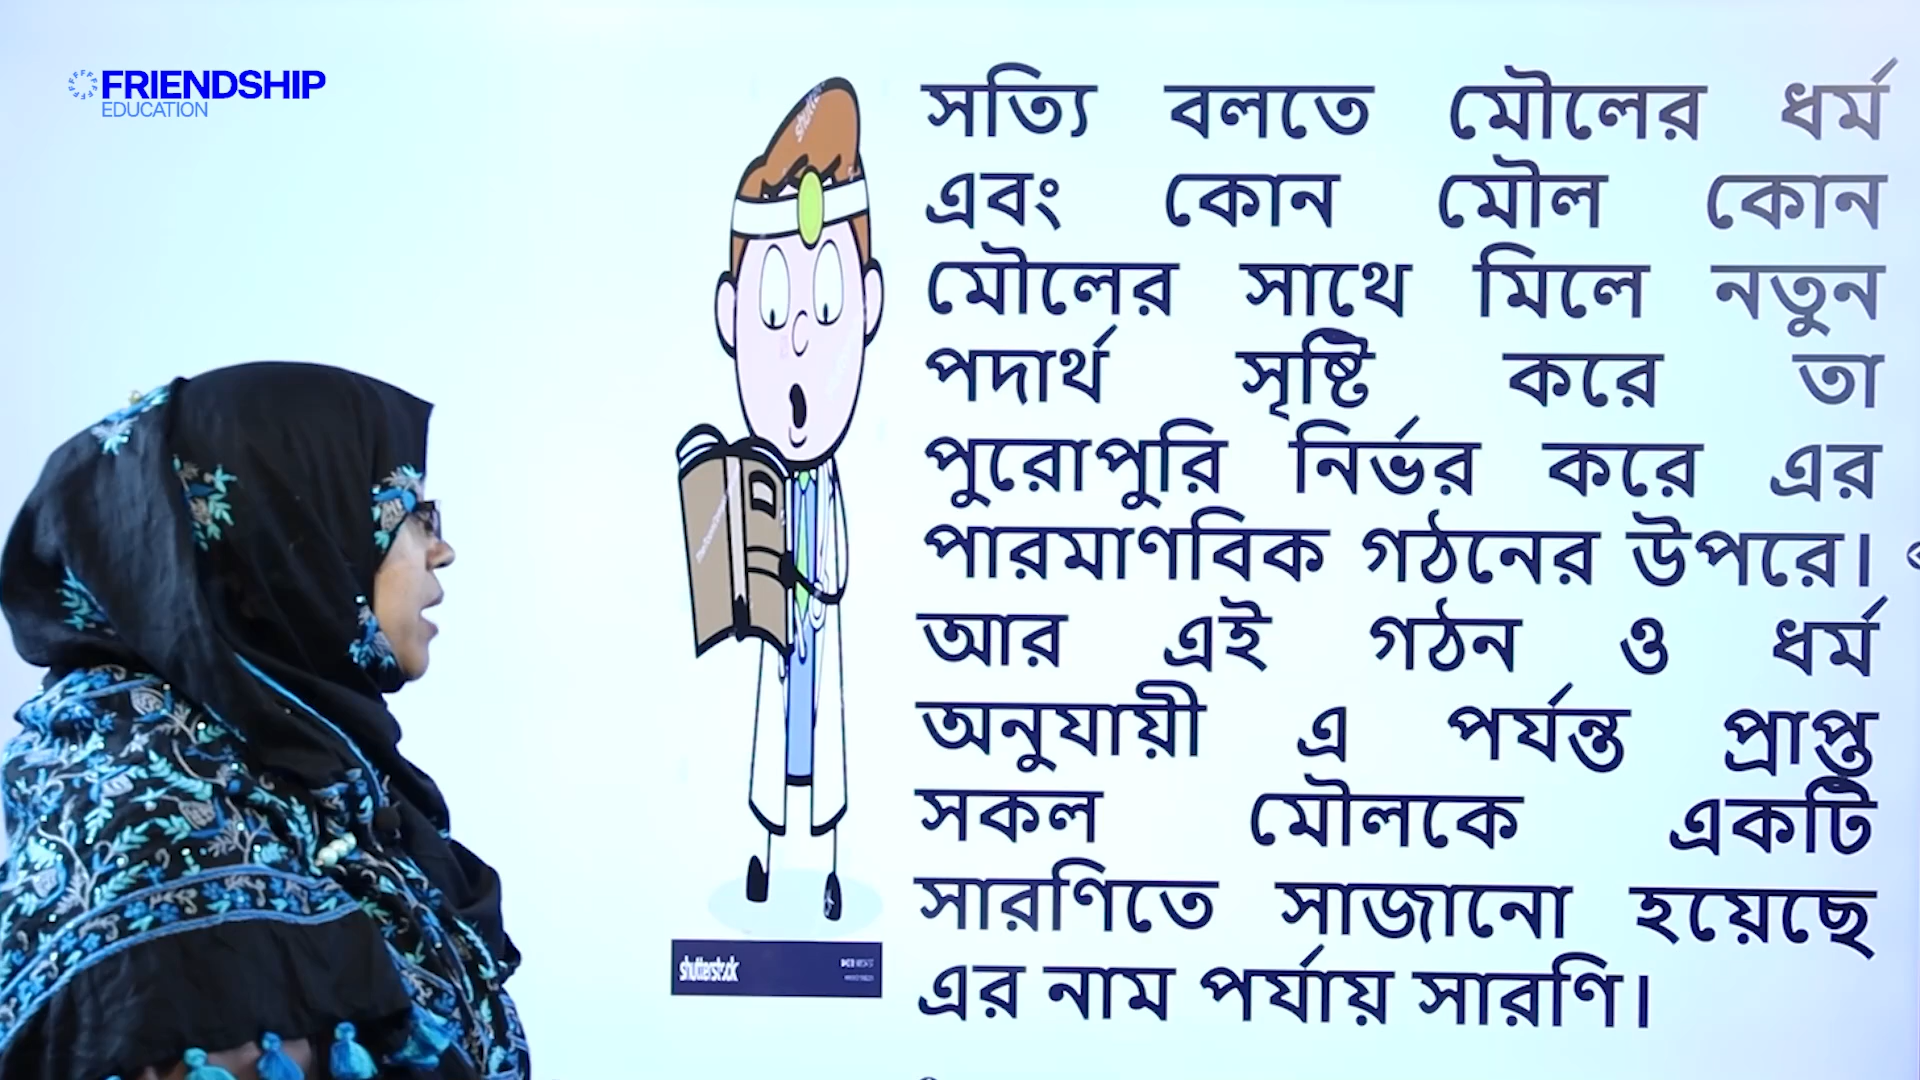 FRIENDSHIP
EDUCATION
সত্যি বলতে মৌলের ধর্ম
এবং কোন মৌল কোন
মৌলের সাথে মিলে নতুন
পদার্থ সৃষ্টি করে তা
পুরোপুরি নির্ভর করে এর
পারমাণবিক গঠনের উপরে।
আর এই গঠন ও ধর্ম
অনুযায়ী এ পর্যন্ত প্রাপ্ত
সকল মৌলকে একটি
সারণিতে সাজানো হয়েছে
এর নাম পর্যায় সারণি।
shutterstock